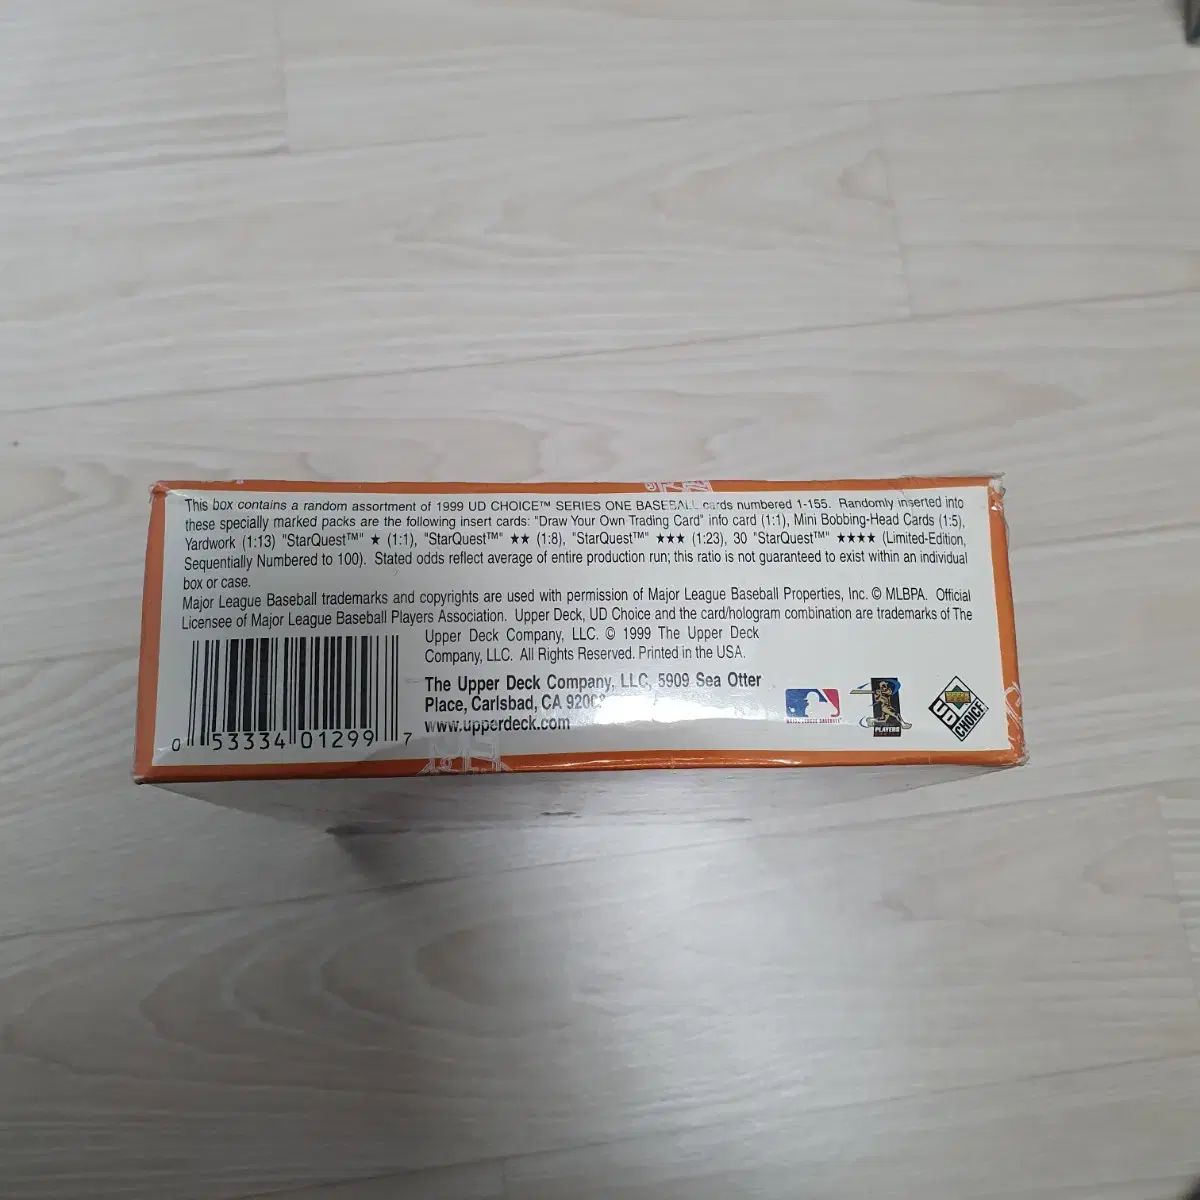 This box contains a random assortment of 1999 UD CHOICE™ SERIES ONE BASEBALL cards numbered 1-155. Randomly inserted into
these specially marked packs are the following insert cards: "Draw Your Own Trading Card" info card (1:1), Mini Bobbing-Head Cards (1:5),
Yardwork (1:13) "StarQuest™" ★ (1:1), "StarQuest™" ★★ (1:8), "StarQuest™" ★★★ (1:23), 30 "StarQuest™" ★★★★ (Limited-Edition,
Sequentially Numbered to 100). Stated odds reflect average of entire production run; this ratio is not guaranteed to exist within an individual
box or case.
Major League Baseball trademarks and copyrights are used with permission of Major League Baseball Properties, Inc. © MLBPA. Official
Licensee of Major League Baseball Players Association. Upper Deck, UD Choice and the card/hologram combination are trademarks of The
Upper Deck Company, LLC. © 1999 The Upper Deck
Company, LLC. All Rights Reserved. Printed in the USA.
The Upper Deck Company, LLC, 5909 Sea Otter
Place, Carlsbad, CA
www.upperdeck.com
0 53334 01299 7
MAJOR LEAGUE BASEBALL
PLAYERS
UPPER DECK
UD CHOICE